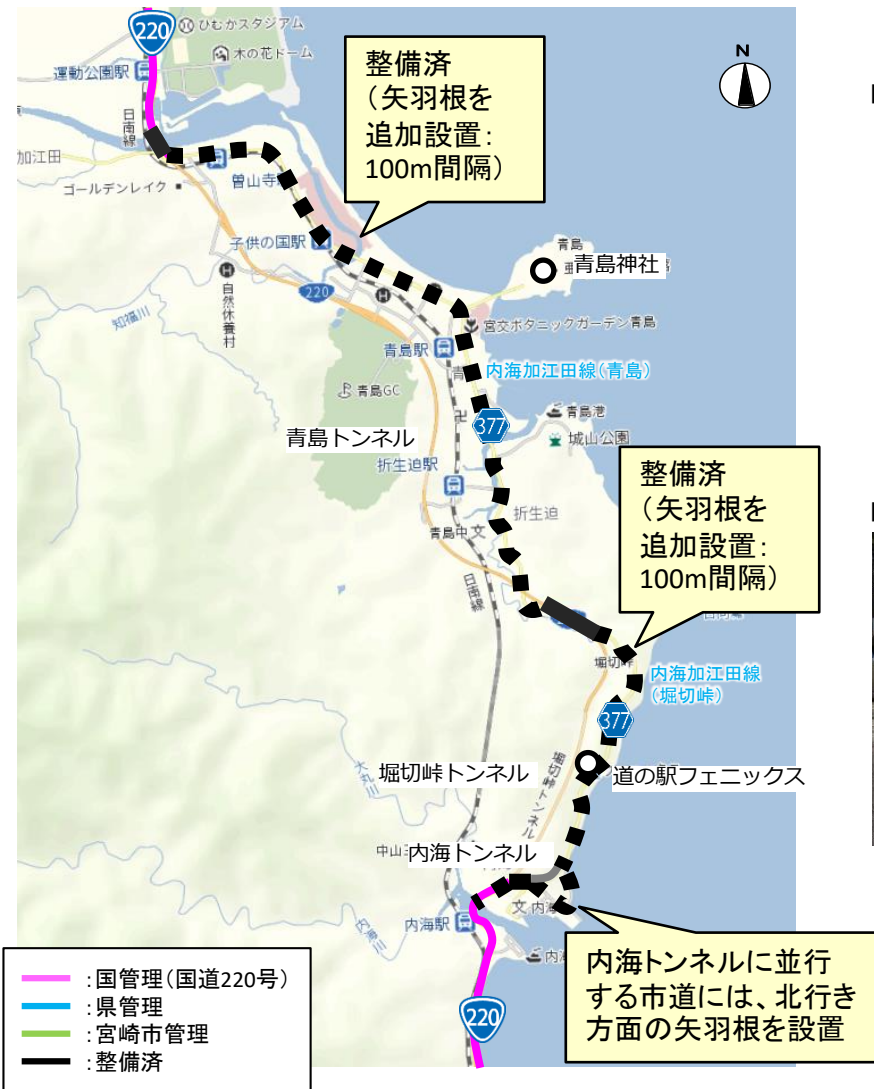 220
ひむかスタジアム
木の花ドーム
運動公園駅
N
整備済
（矢羽根を
追加設置：
100m間隔）
日南線
加江田
曽山寺
ゴールデンレイク
子供の国駅
青島
青島神社
220
自然休養村
知福川
宮交ボタニックガーデン青島
青島駅
内海加江田線(青島)
青島GC
青島港
377
城山公園
青島トンネル
折生迫駅
整備済
（矢羽根を
追加設置：
100m間隔）
折生迫
青島中 文
日南線
堀切峠
内海加江田線
(堀切峠)
377
大丸川
堀切峠トンネル
堀切峠トンネル
道の駅フェニックス
内海トンネル
文 内海
内海駅
内海川
内海トンネルに並行
する市道には、北行き
方面の矢羽根を設置
220
：国管理(国道220号)
：県管理
：宮崎市管理
：整備済